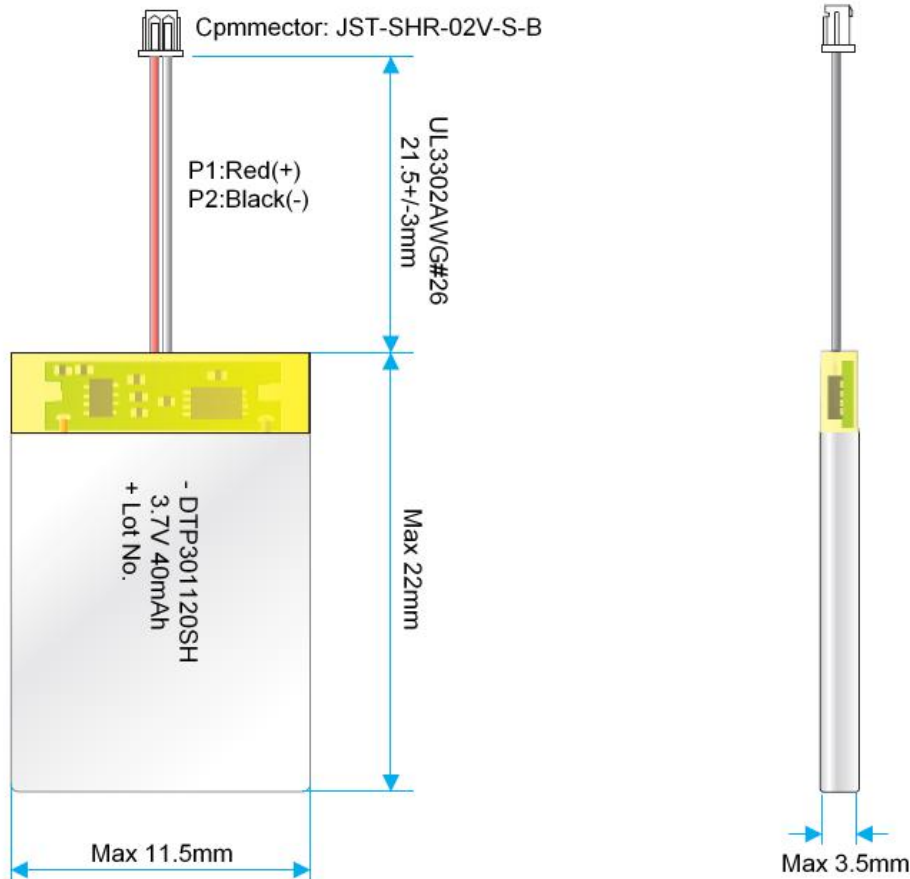 Cpmmector: JST-SHR-02V-S-B
P1:Red(+)
P2:Black(-)
UL3302AWG#26
21.5+/-3mm
- DTP301120SH
3.7V 40mAh
+ Lot No.
Max 22mm
Max 11.5mm
Max 3.5mm